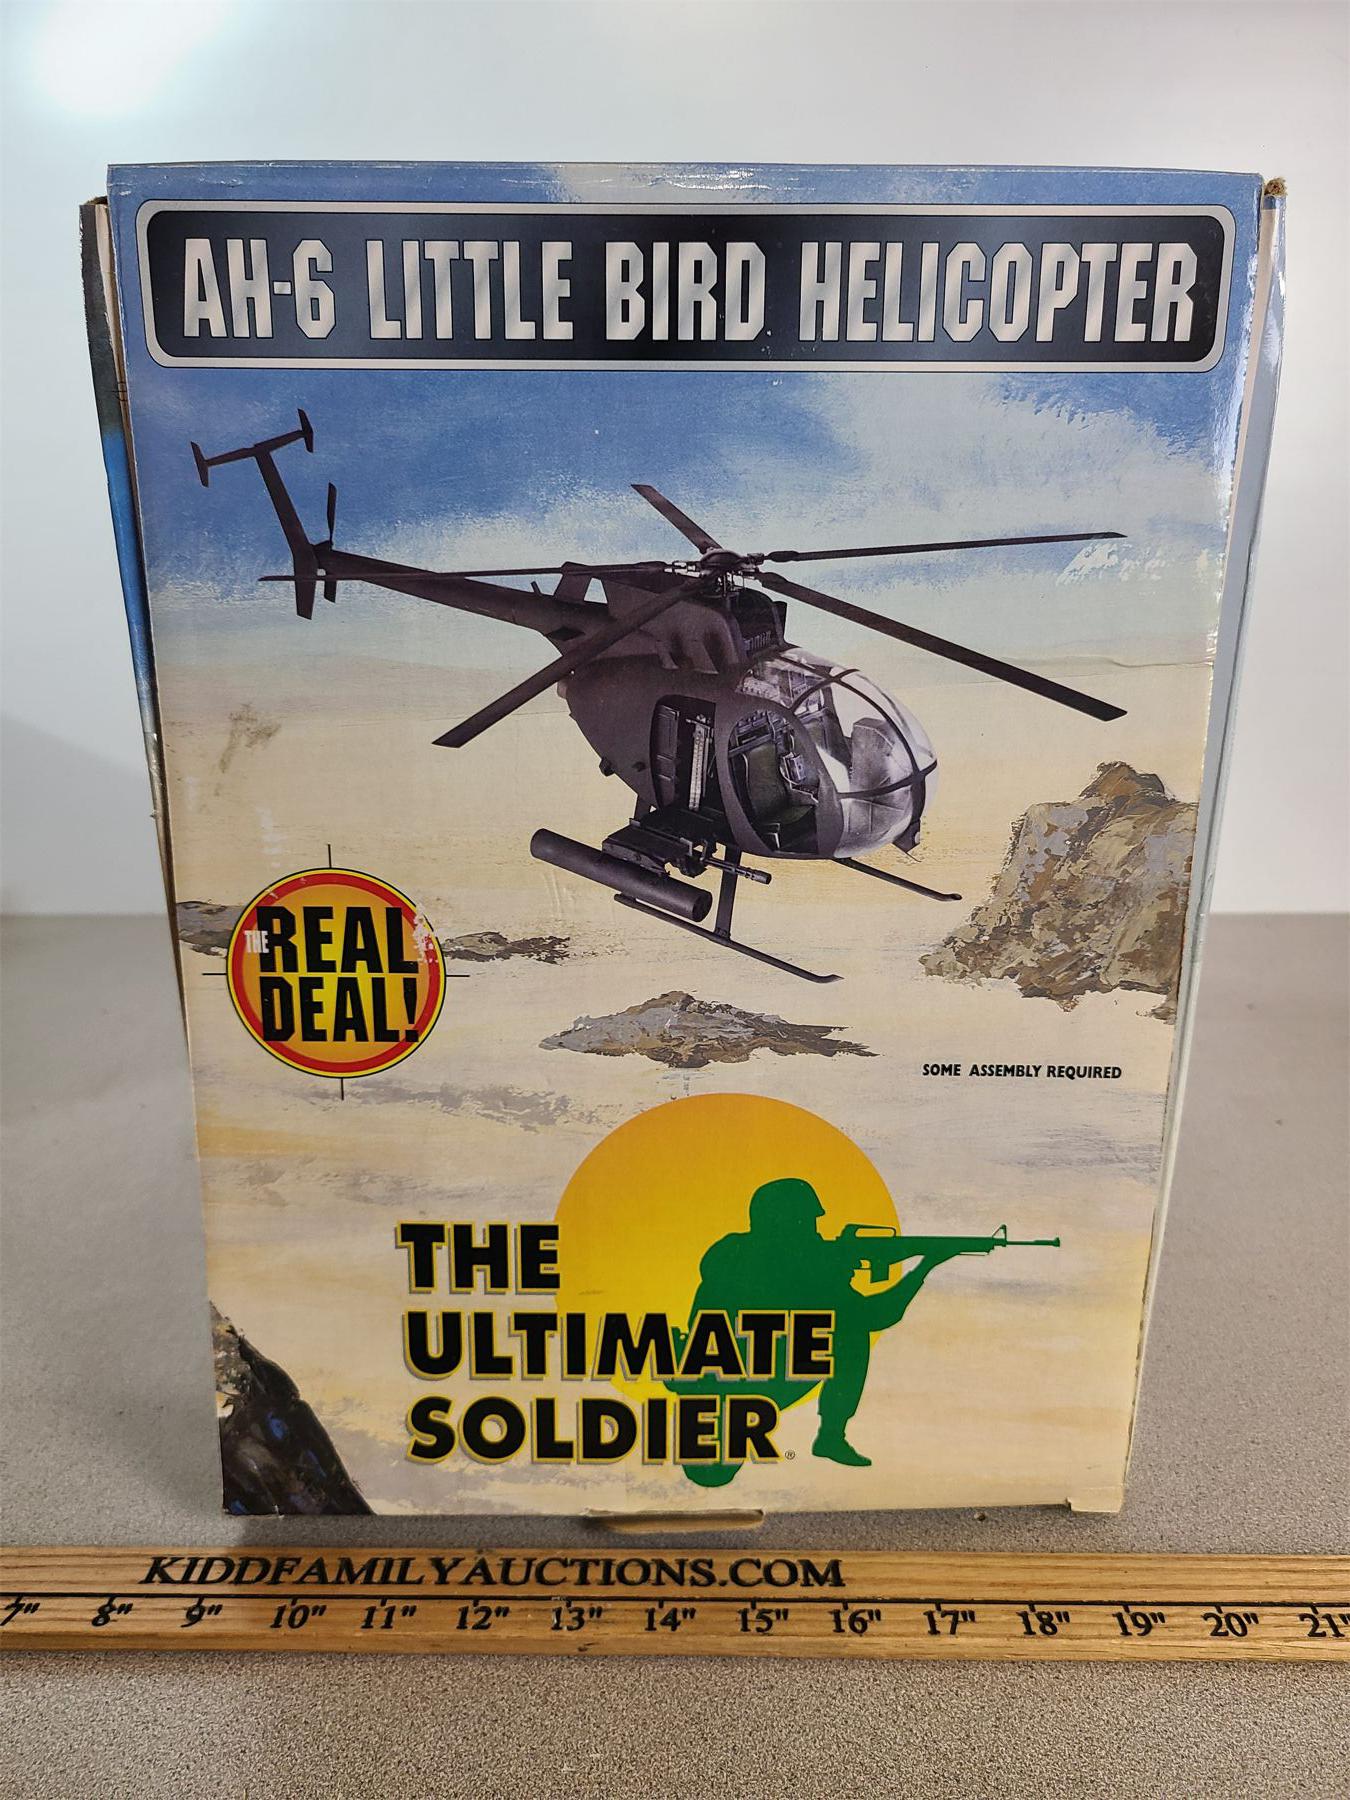 AH-6 LITTLE BIRD HELICOPTER
THE REAL
DEAL!
SOME ASSEMBLY REQUIRED
THE
ULTIMATE
SOLDIER®
KIDDFAMILYAUCTIONS.COM
7" 8" 9" 10" 11" 12" 13" 14" 15" 16" 17" 18" 19" 20" 21"